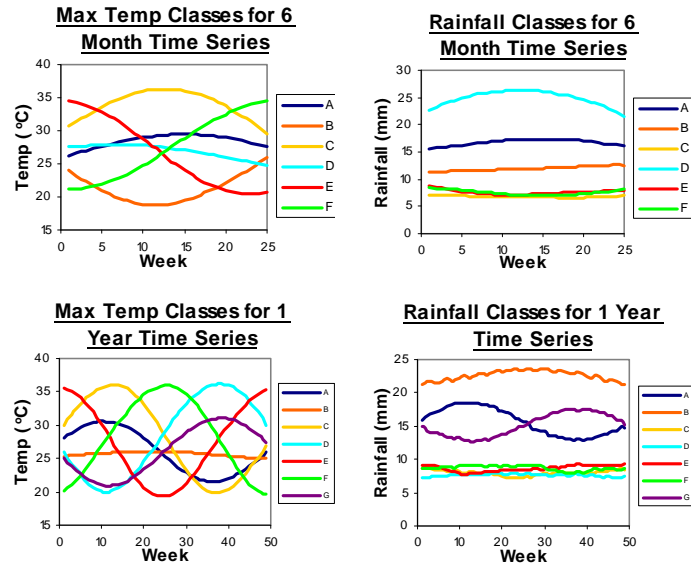 Max Temp Classes for 6
Month Time Series
40
35
30
25
20
15
0 5 10 15 20 25
Temp (°C)
Week
A
B
C
D
E
F
Rainfall Classes for 6
Month Time Series
30
25
20
15
10
5
0
0 5 10 15 20 25
Rainfall (mm)
Week
A
B
C
D
E
F
Max Temp Classes for 1
Year Time Series
40
35
30
25
20
15
0 10 20 30 40 50
Temp (°C)
Week
A
B
C
D
E
F
G
Rainfall Classes for 1 Year
Time Series
25
20
15
10
5
0
0 10 20 30 40 50
Rainfall (mm)
Week
A
B
C
D
E
F
G